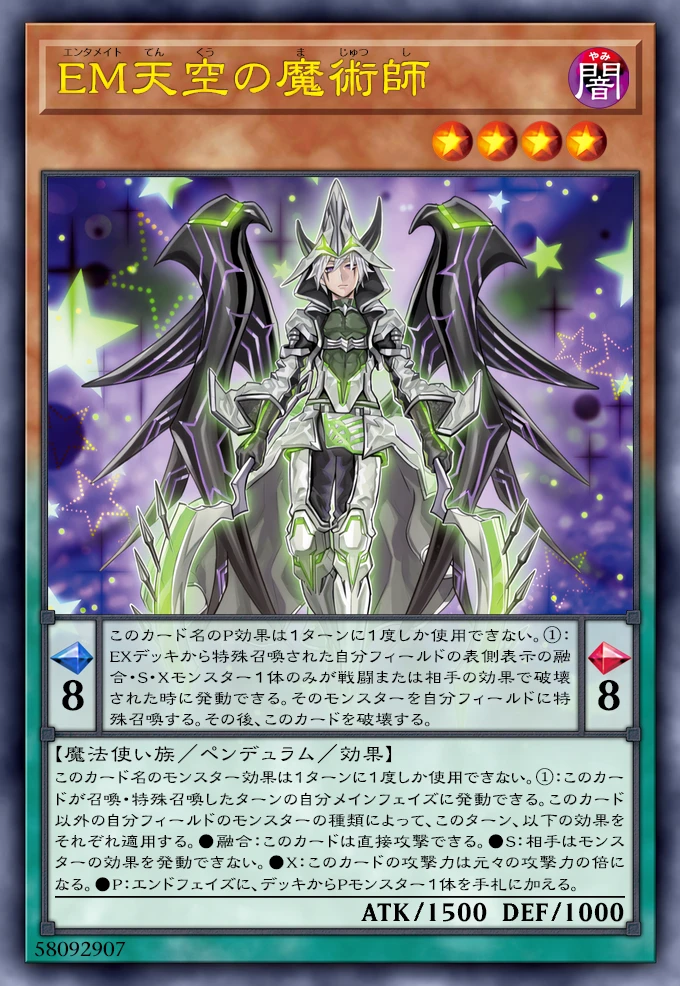 エンタメイト てんくう まじゅつし
EM天空の魔術師
やみ
闇
このカード名のP効果は1ターンに1度しか使用できない。①:
EXデッキから特殊召喚された自分フィールドの表側表示の融
合・S・Xモンスター1体のみが戦闘または相手の効果で破壊
された時に発動できる。そのモンスターを自分フィールドに特
殊召喚する。その後、このカードを破壊する。
8
8
【魔法使い族/ペンデュラム/効果】
このカード名のモンスター効果は1ターンに1度しか使用できない。①:このカー
ドが召喚・特殊召喚したターンの自分メインフェイズに発動できる。このカード
以外の自分フィールドのモンスターの種類によって、このターン、以下の効果を
それぞれ適用する。●融合:このカードは直接攻撃できる。●S:相手はモンス
ターの効果を発動できない。●X:このカードの攻撃力は元々の攻撃力の倍に
なる。●P:エンドフェイズに、デッキからPモンスター1体を手札に加える。
ATK/1500 DEF/1000
58092907